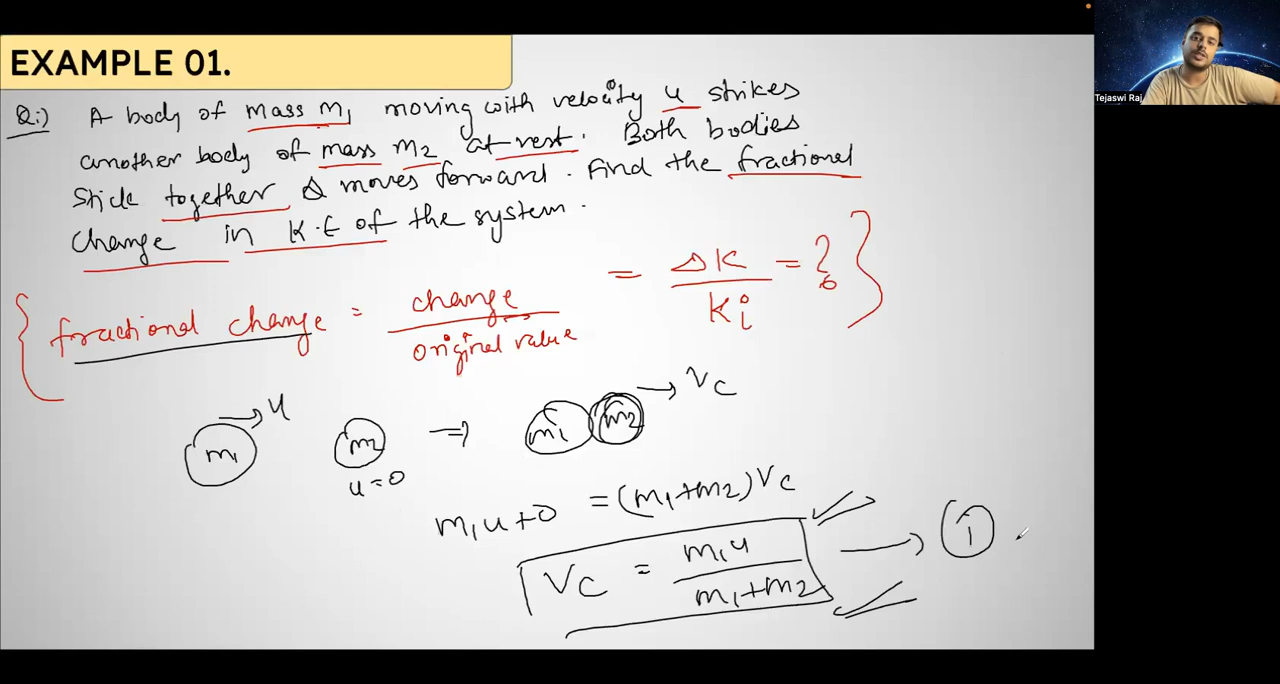 EXAMPLE 01.
Tejaswi Raj
Q:) A body of mass m1 moving with velocity u strikes
another body of mass m2 at rest. Both bodies
stick together & moves forward. Find the fractional
change in K.E of the system.
fractional change = change / original value = ΔK / Ki = ?
m1 → u m2 u=0 ⇒ m1 m2 → Vc
m1u+0 = (m1+m2)Vc
Vc = m1u / m1+m2 → 1